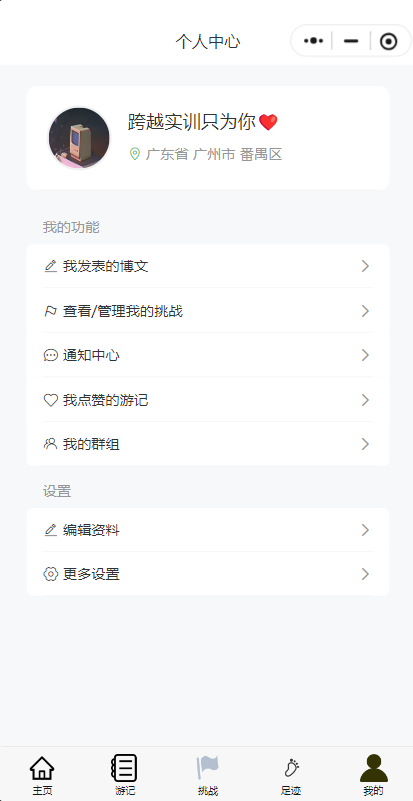 个人中心
跨越实训只为你❤️
广东省 广州市 番禺区
我的功能
我发表的博文
查看/管理我的挑战
通知中心
我点赞的游记
我的群组
设置
编辑资料
更多设置
主页
游记
挑战
足迹
我的